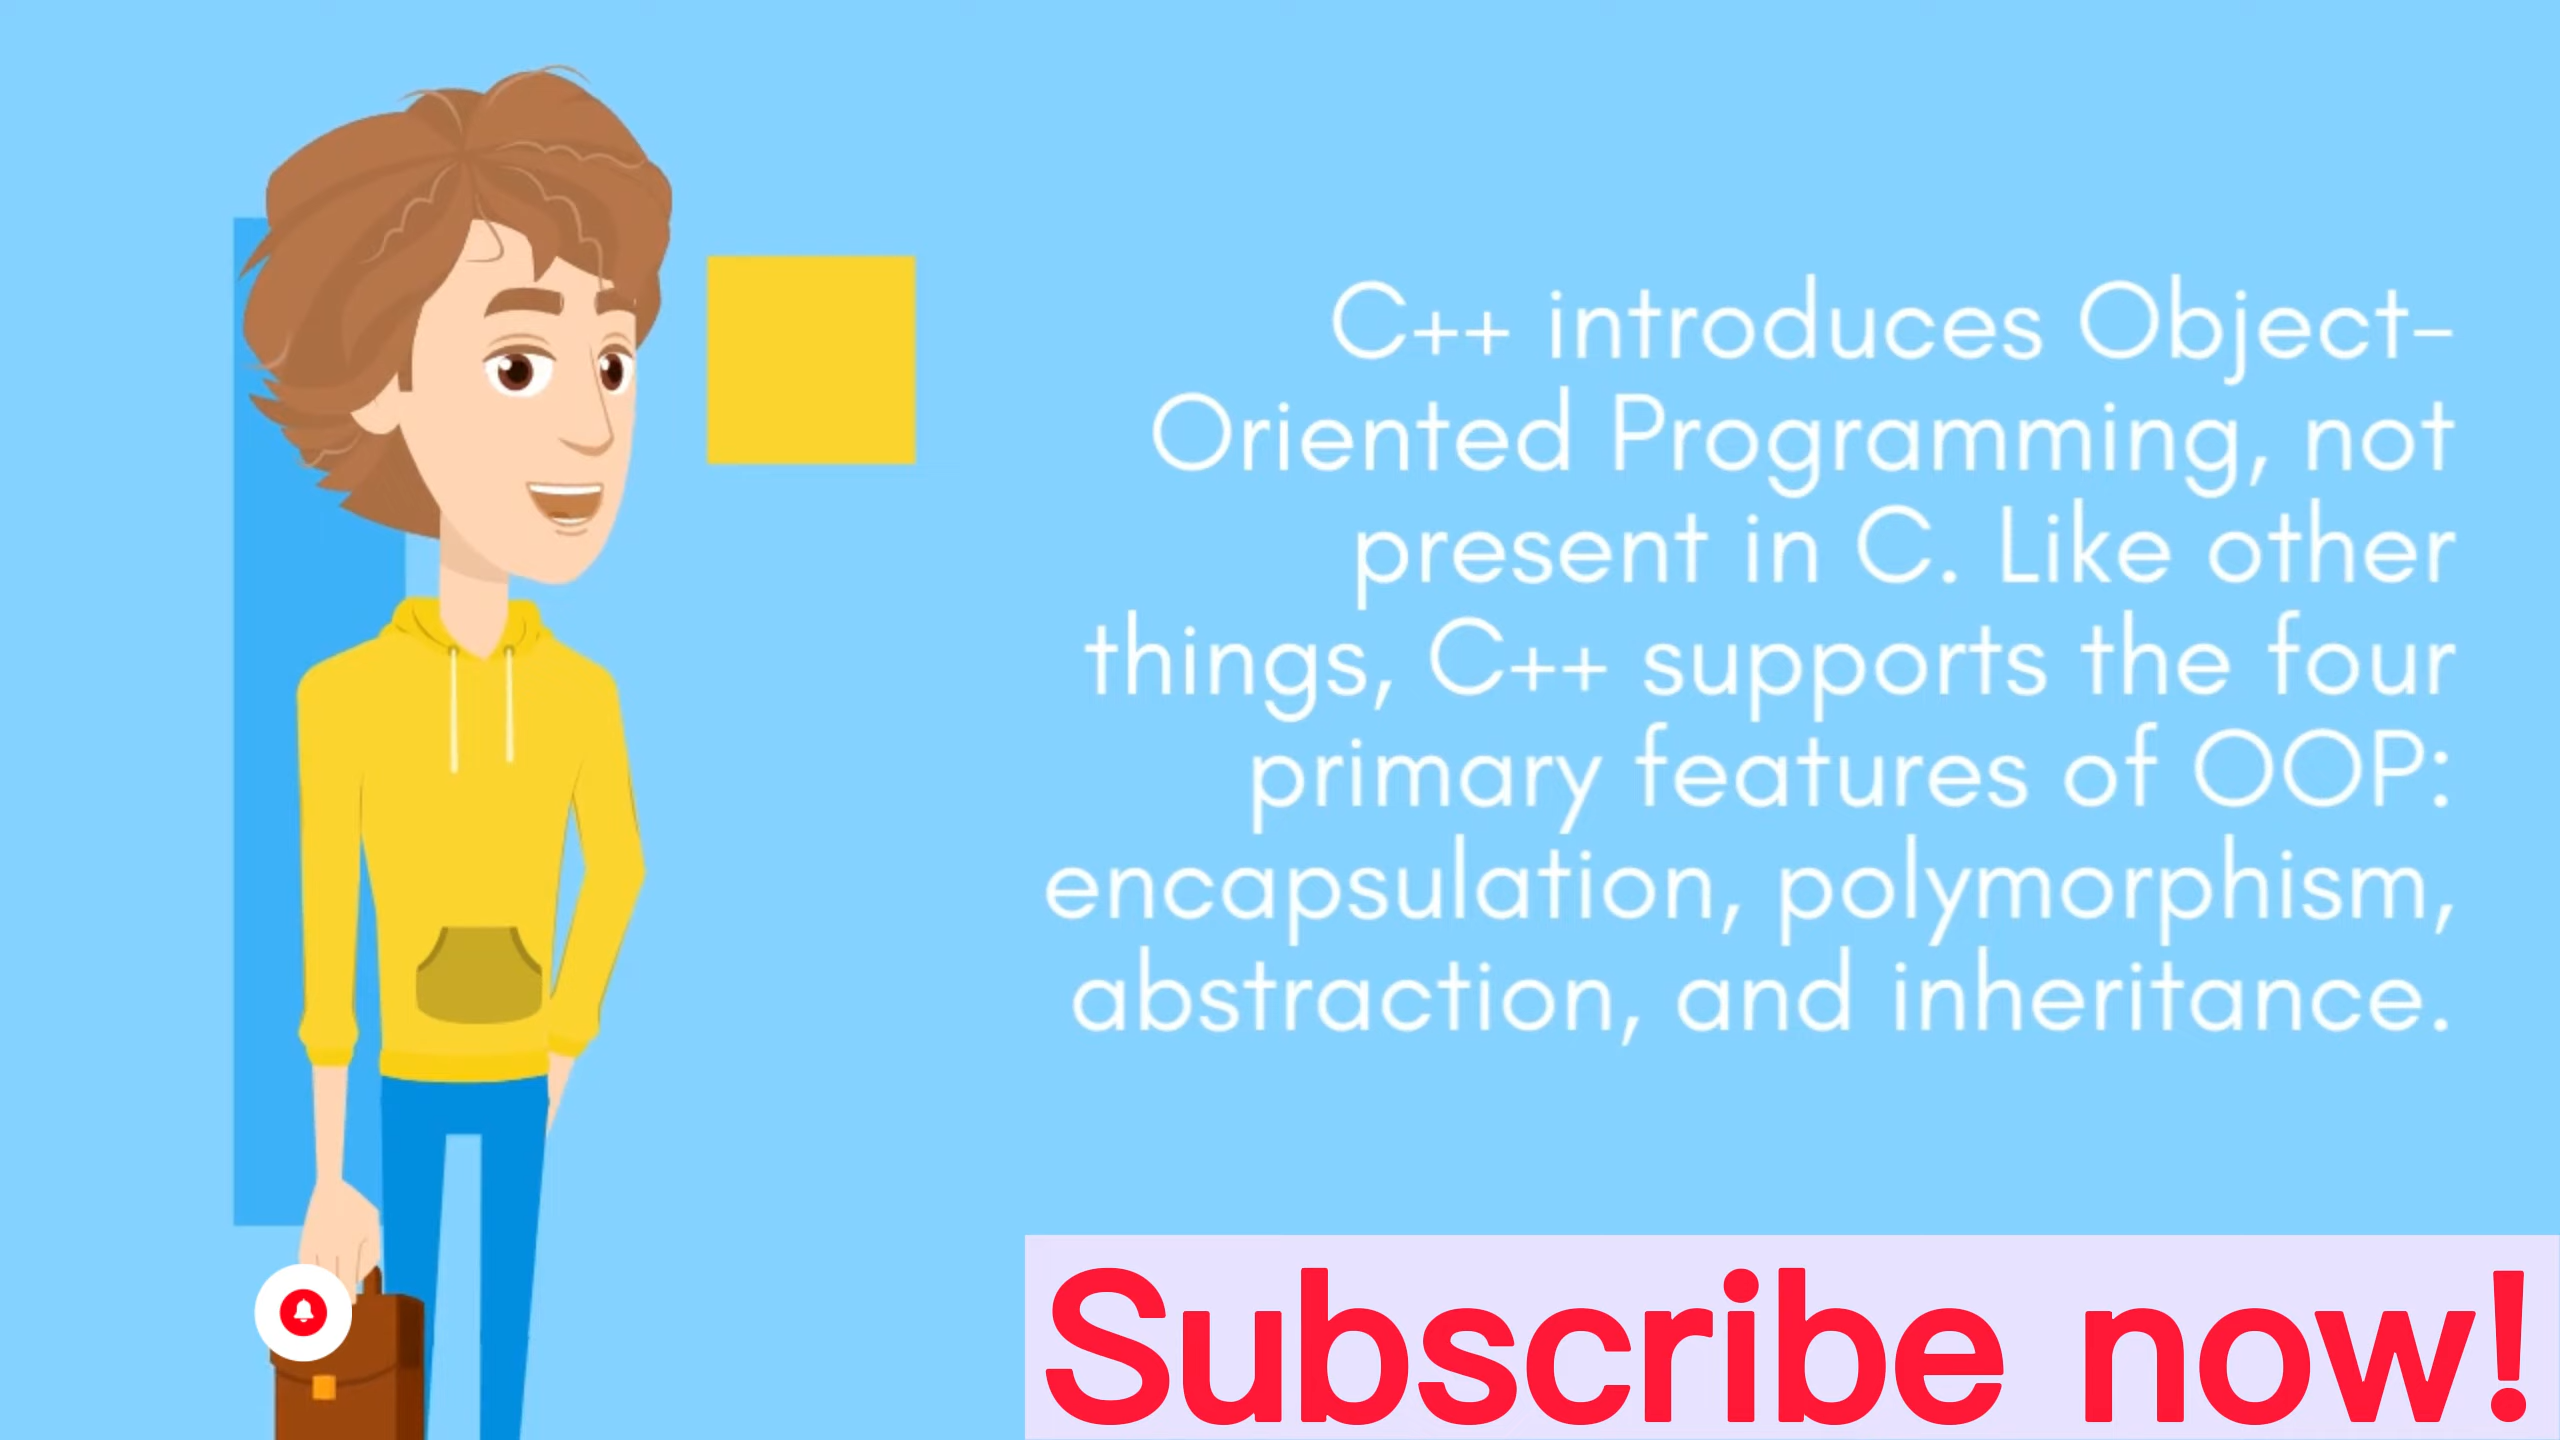 C++ introduces Object-
Oriented Programming, not
present in C. Like other
things, C++ supports the four
primary features of OOP:
encapsulation, polymorphism,
abstraction, and inheritance.
Subscribe now!